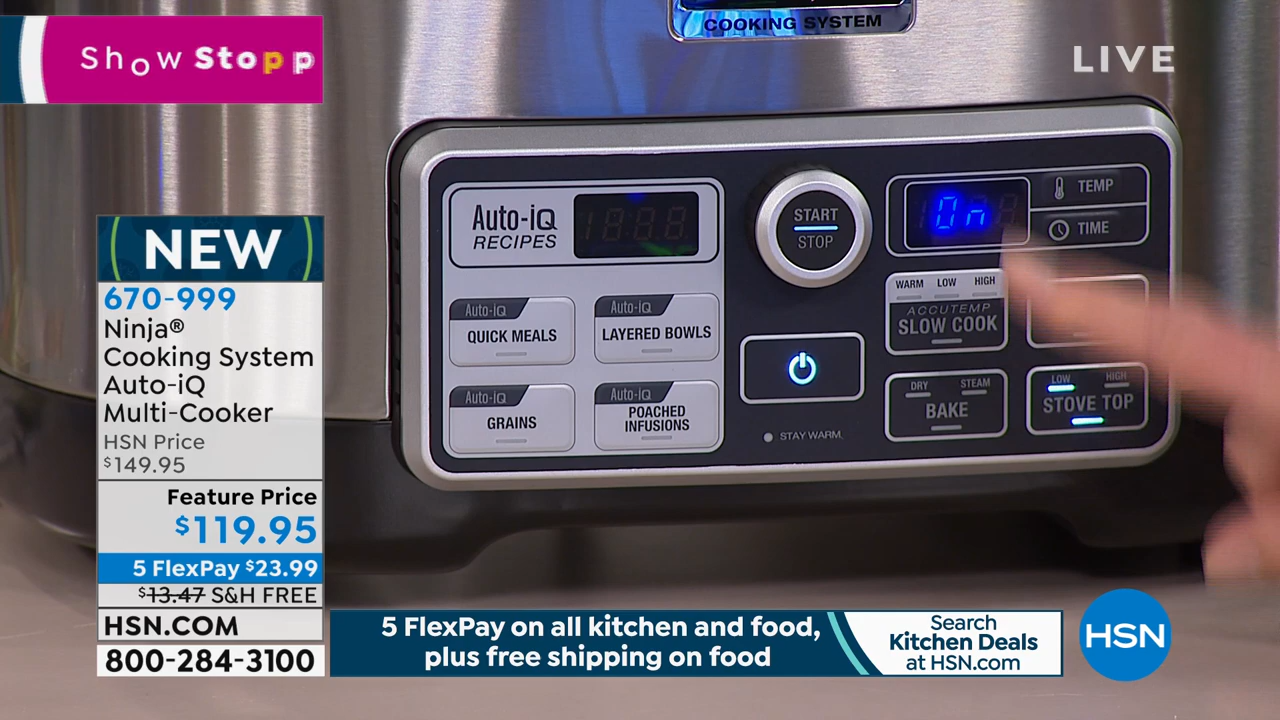 Show Stopp
LIVE
COOKING SYSTEM
Auto-iQ
RECIPES
START
STOP
On
TEMP
TIME
Auto-iQ
QUICK MEALS
Auto-iQ
LAYERED BOWLS
WARM LOW HIGH
ACCUTEMP
SLOW COOK
Auto-iQ
GRAINS
Auto-iQ
POACHED
INFUSIONS
STAY WARM
DRY STEAM
BAKE
LOW HIGH
STOVE TOP
NEW
670-999
Ninja®
Cooking System
Auto-iQ
Multi-Cooker
HSN Price
$149.95
Feature Price
$119.95
5 FlexPay $23.99
$13.47 S&H FREE
HSN.COM
800-284-3100
5 FlexPay on all kitchen and food,
plus free shipping on food
Search
Kitchen Deals
at HSN.com
HSN